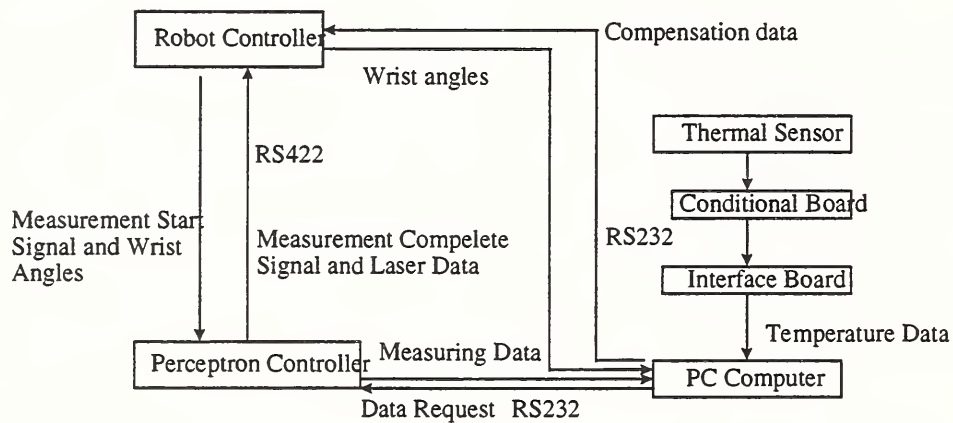 Robot Controller
Compensation data
Wrist angles
Thermal Sensor
RS422
Conditional Board
Measurement Start
Signal and Wrist
Angles
Measurement Compelete
Signal and Laser Data
RS232
Interface Board
Temperature Data
Perceptron Controller
Measuring Data
PC Computer
Data Request RS232